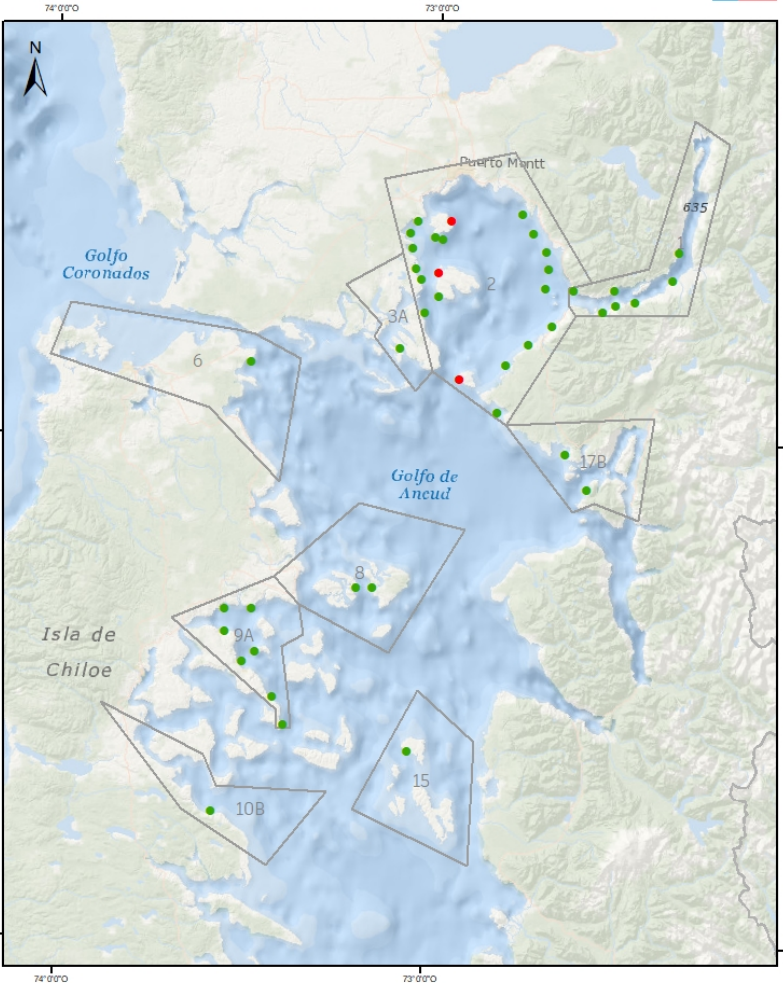 74°0'0"O
73°0'0"O
N
Puerto Montt
635
1
Golfo
Coronados
2
3A
6
17B
Golfo de
Ancud
8
Isla de
Chiloe
9A
15
10B
74°0'0"O
73°0'0"O